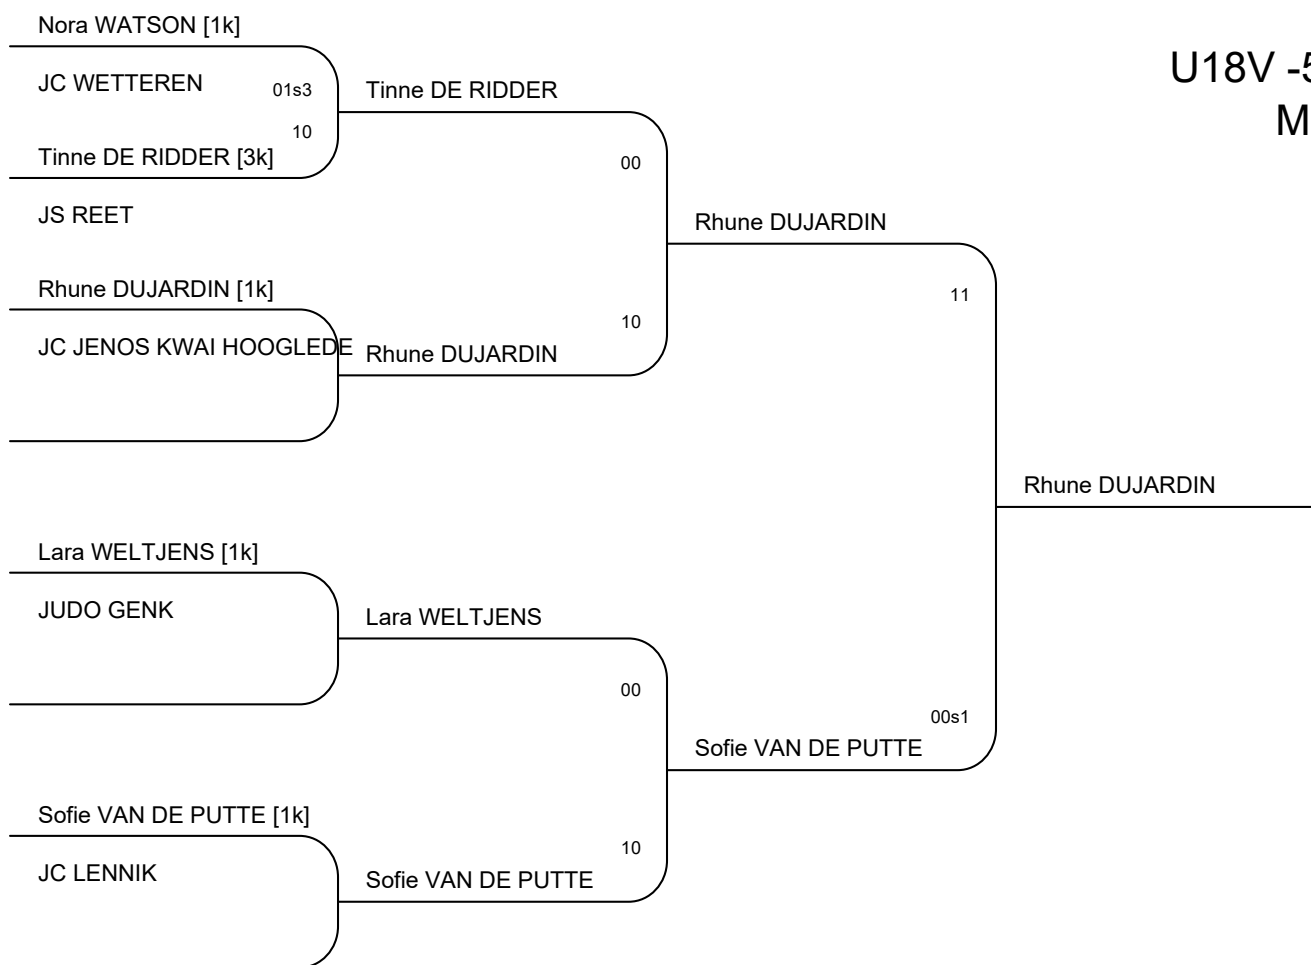 Nora WATSON [1k]
JC WETTEREN
01s3
10
Tinne DE RIDDER [3k]
JS REET
Rhune DUJARDIN [1k]
JC JENOS KWAI HOOGLEDE
Lara WELTJENS [1k]
JUDO GENK
Sofie VAN DE PUTTE [1k]
JC LENNIK
Tinne DE RIDDER
00
10
Rhune DUJARDIN
Lara WELTJENS
00
10
Sofie VAN DE PUTTE
Rhune DUJARDIN
11
00s1
Sofie VAN DE PUTTE
Rhune DUJARDIN
U18V -5
M